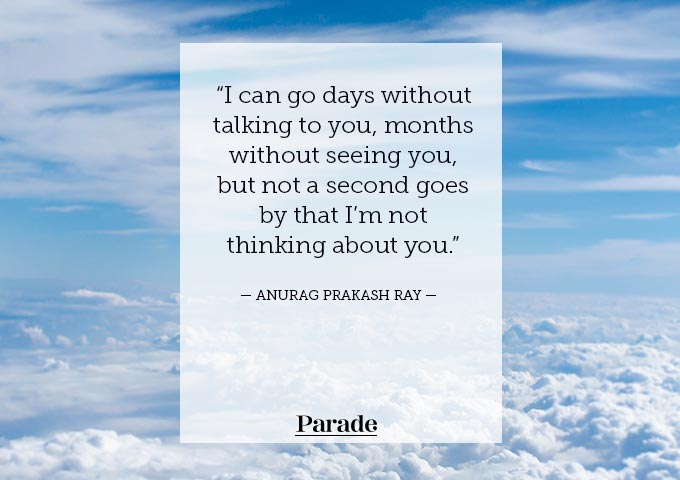 “I can go days without
talking to you, months
without seeing you,
but not a second goes
by that I’m not
thinking about you.”
– ANURAG PRAKASH RAY –
Parade